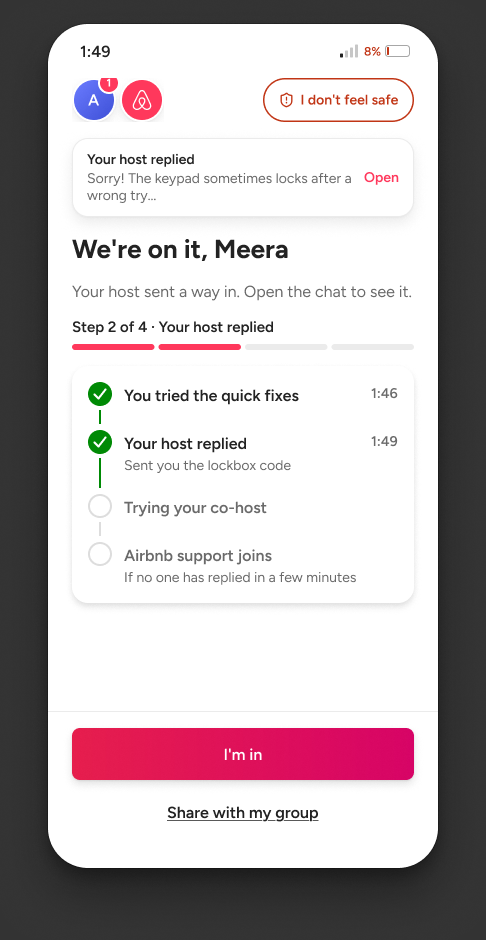 1:49
8%
A
1
I don't feel safe
Your host replied
Sorry! The keypad sometimes locks after a
wrong try...
Open
We're on it, Meera
Your host sent a way in. Open the chat to see it.
Step 2 of 4 · Your host replied
You tried the quick fixes
1:46
Your host replied
1:49
Sent you the lockbox code
Trying your co-host
Airbnb support joins
If no one has replied in a few minutes
I'm in
Share with my group